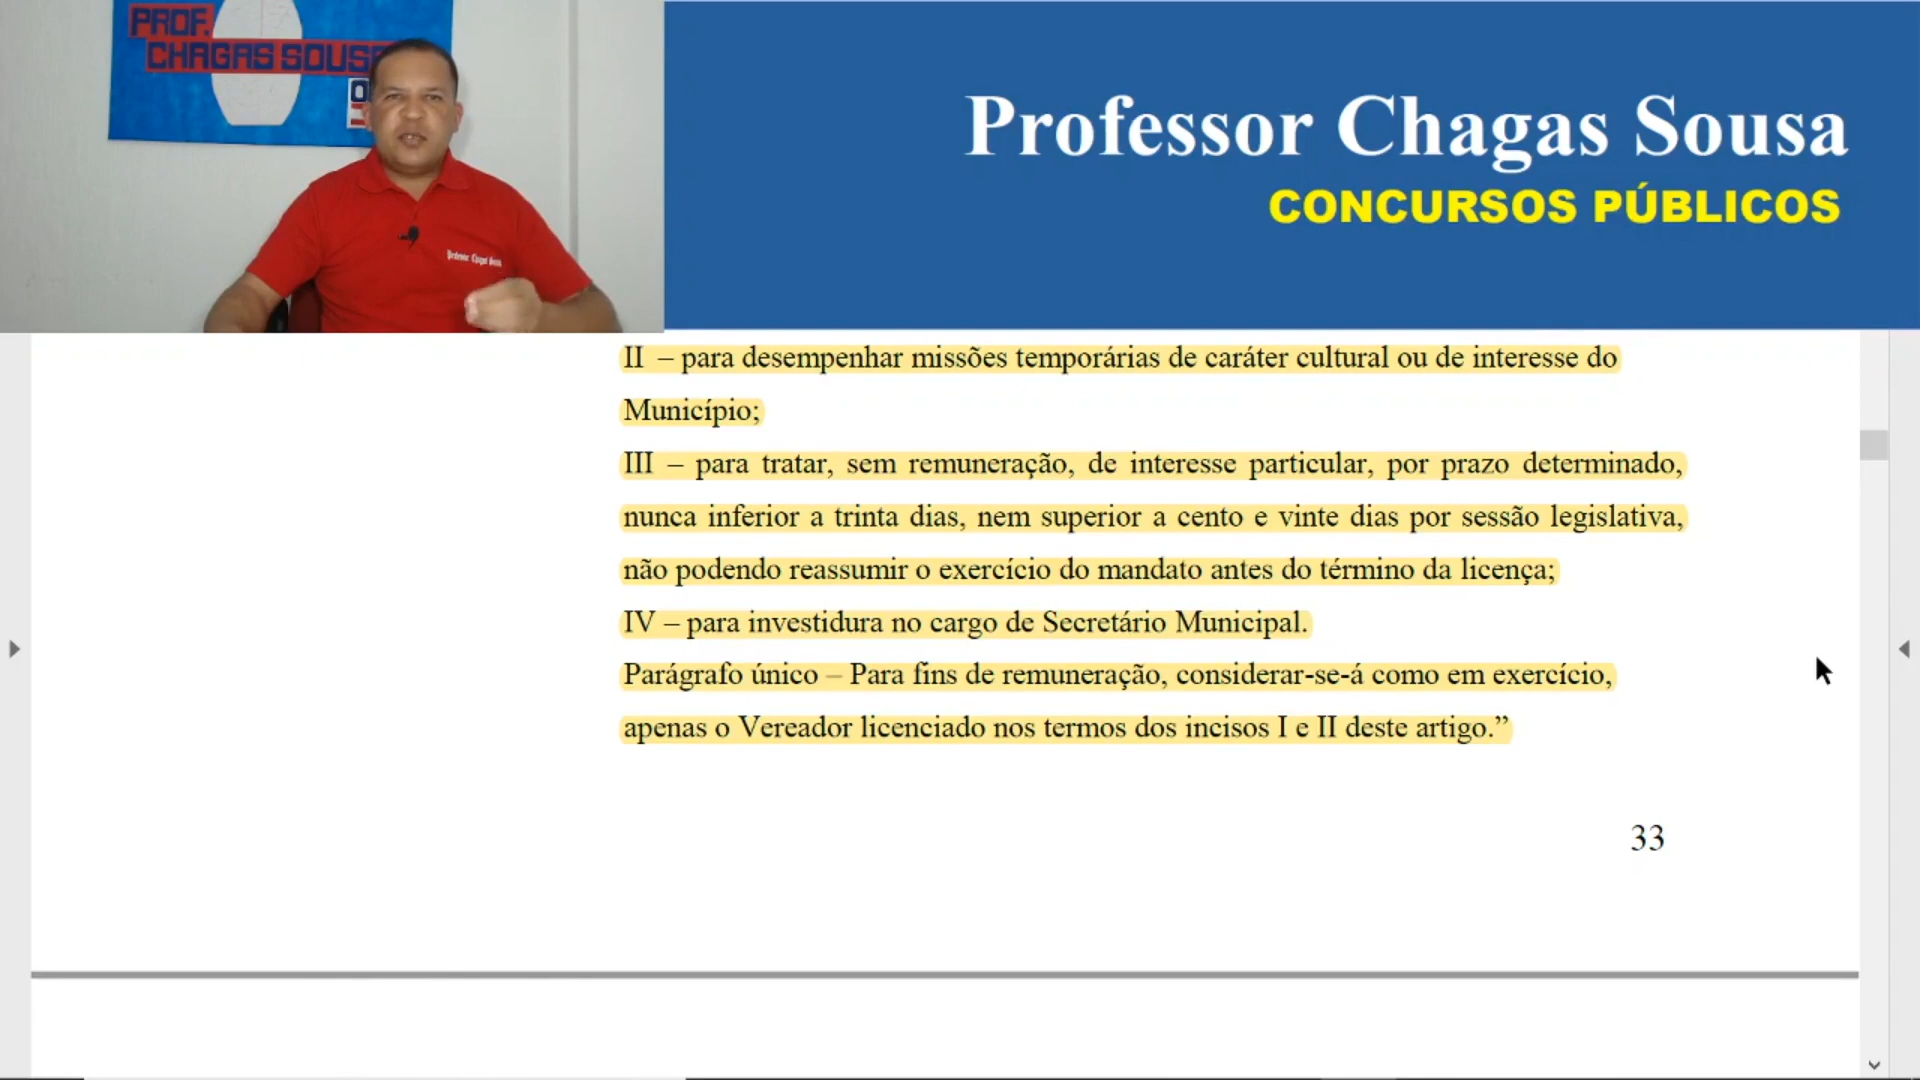 PROF.
CHAGAS SOUSA
Professor Chagas Sousa
Professor Chagas Sousa
CONCURSOS PÚBLICOS
II – para desempenhar missões temporárias de caráter cultural ou de interesse do
Município;
III – para tratar, sem remuneração, de interesse particular, por prazo determinado,
nunca inferior a trinta dias, nem superior a cento e vinte dias por sessão legislativa,
não podendo reassumir o exercício do mandato antes do término da licença;
IV – para investidura no cargo de Secretário Municipal.
Parágrafo único – Para fins de remuneração, considerar-se-á como em exercício,
apenas o Vereador licenciado nos termos dos incisos I e II deste artigo.”
33